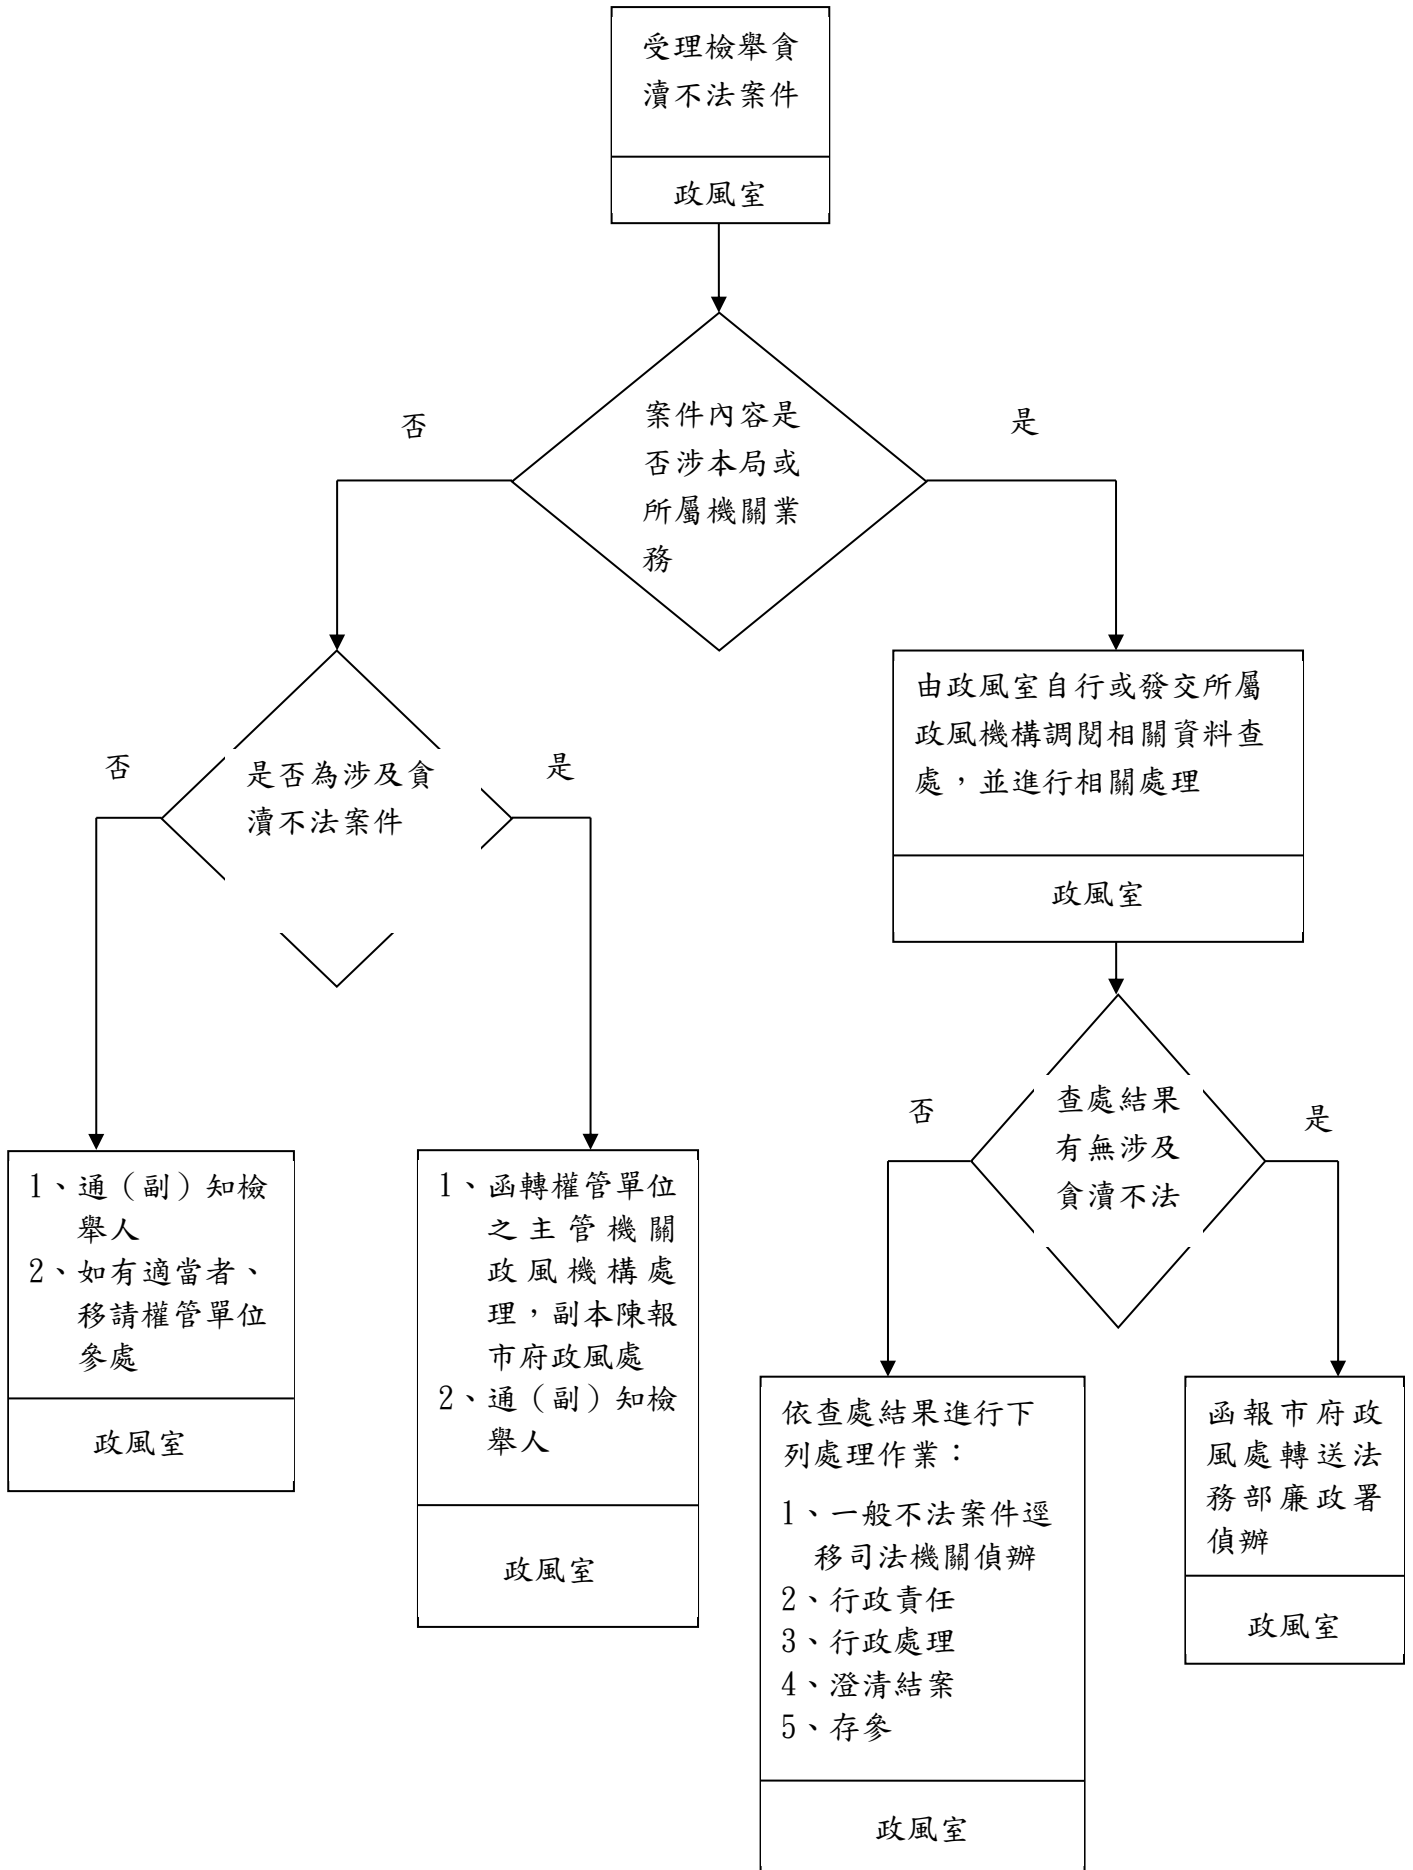 受理檢舉貪
瀆不法案件
政風室
案件內容是
否涉本局或
所屬機關業
務
否
是
是否為涉及貪
瀆不法案件
否
是
由政風室自行或發交所屬
政風機構調閱相關資料查
處，並進行相關處理
政風室
查處結果
有無涉及
貪瀆不法
否
是
1、通（副）知檢
舉人
2、如有適當者、
移請權管單位
參處
政風室
1、函轉權管單位
之主管機關
政風機構處
理，副本陳報
市府政風處
2、通（副）知檢
舉人
政風室
依查處結果進行下
列處理作業：
1、一般不法案件逕
移司法機關偵辦
2、行政責任
3、行政處理
4、澄清結案
5、存參
政風室
函報市府政
風處轉送法
務部廉政署
偵辦
政風室